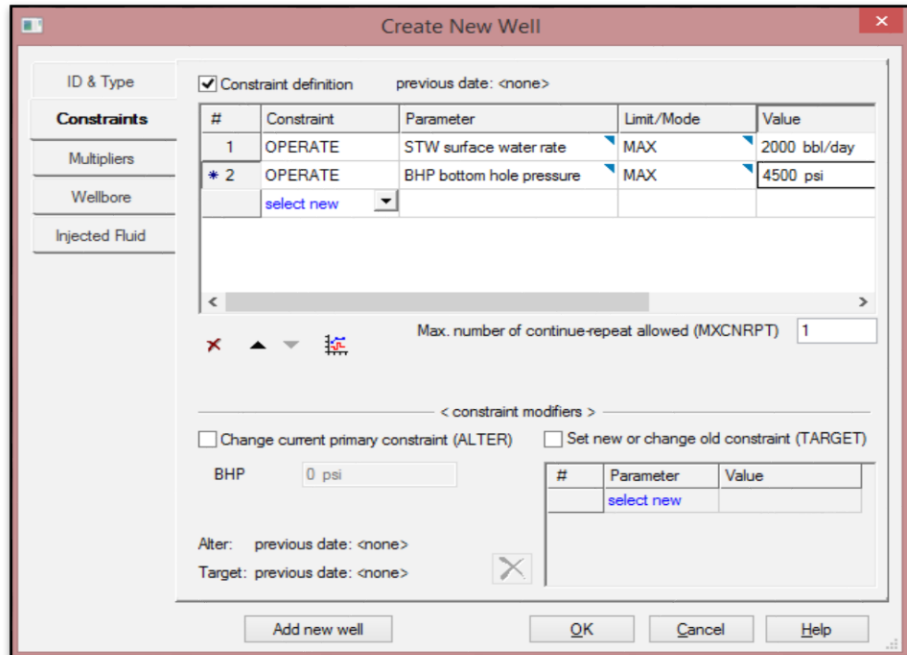 Create New Well
ID & Type
Constraints
Multipliers
Wellbore
Injected Fluid
Constraint definition previous date: <none>
# Constraint Parameter Limit/Mode Value
1 OPERATE STW surface water rate MAX 2000 bbl/day
* 2 OPERATE BHP bottom hole pressure MAX 4500 psi
select new
Max. number of continue-repeat allowed (MXCNRPT) 1
< constraint modifiers >
Change current primary constraint (ALTER) Set new or change old constraint (TARGET)
BHP 0 psi
# Parameter Value
select new
Alter: previous date: <none>
Target: previous date: <none>
Add new well OK Cancel Help